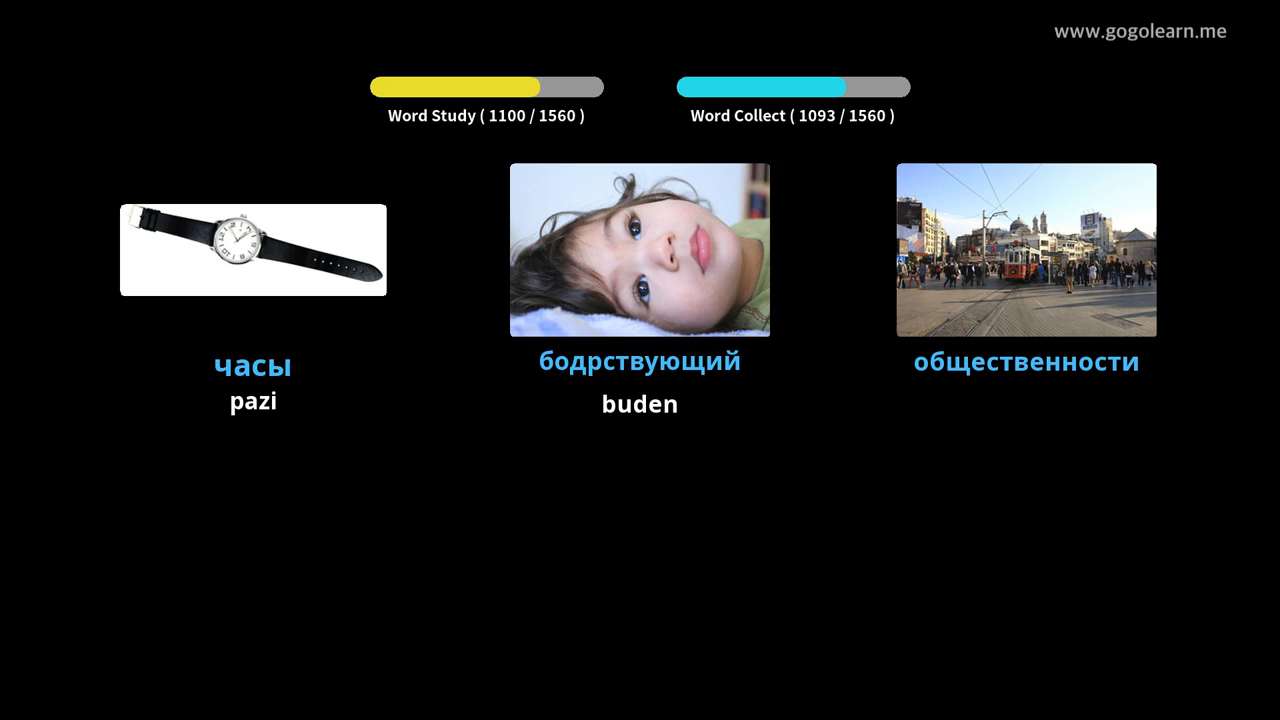 www.gogolearn.me
Word Study ( 1100 / 1560 )
Word Collect ( 1093 / 1560 )
часы
бодрствующий
общественности
pazi
buden